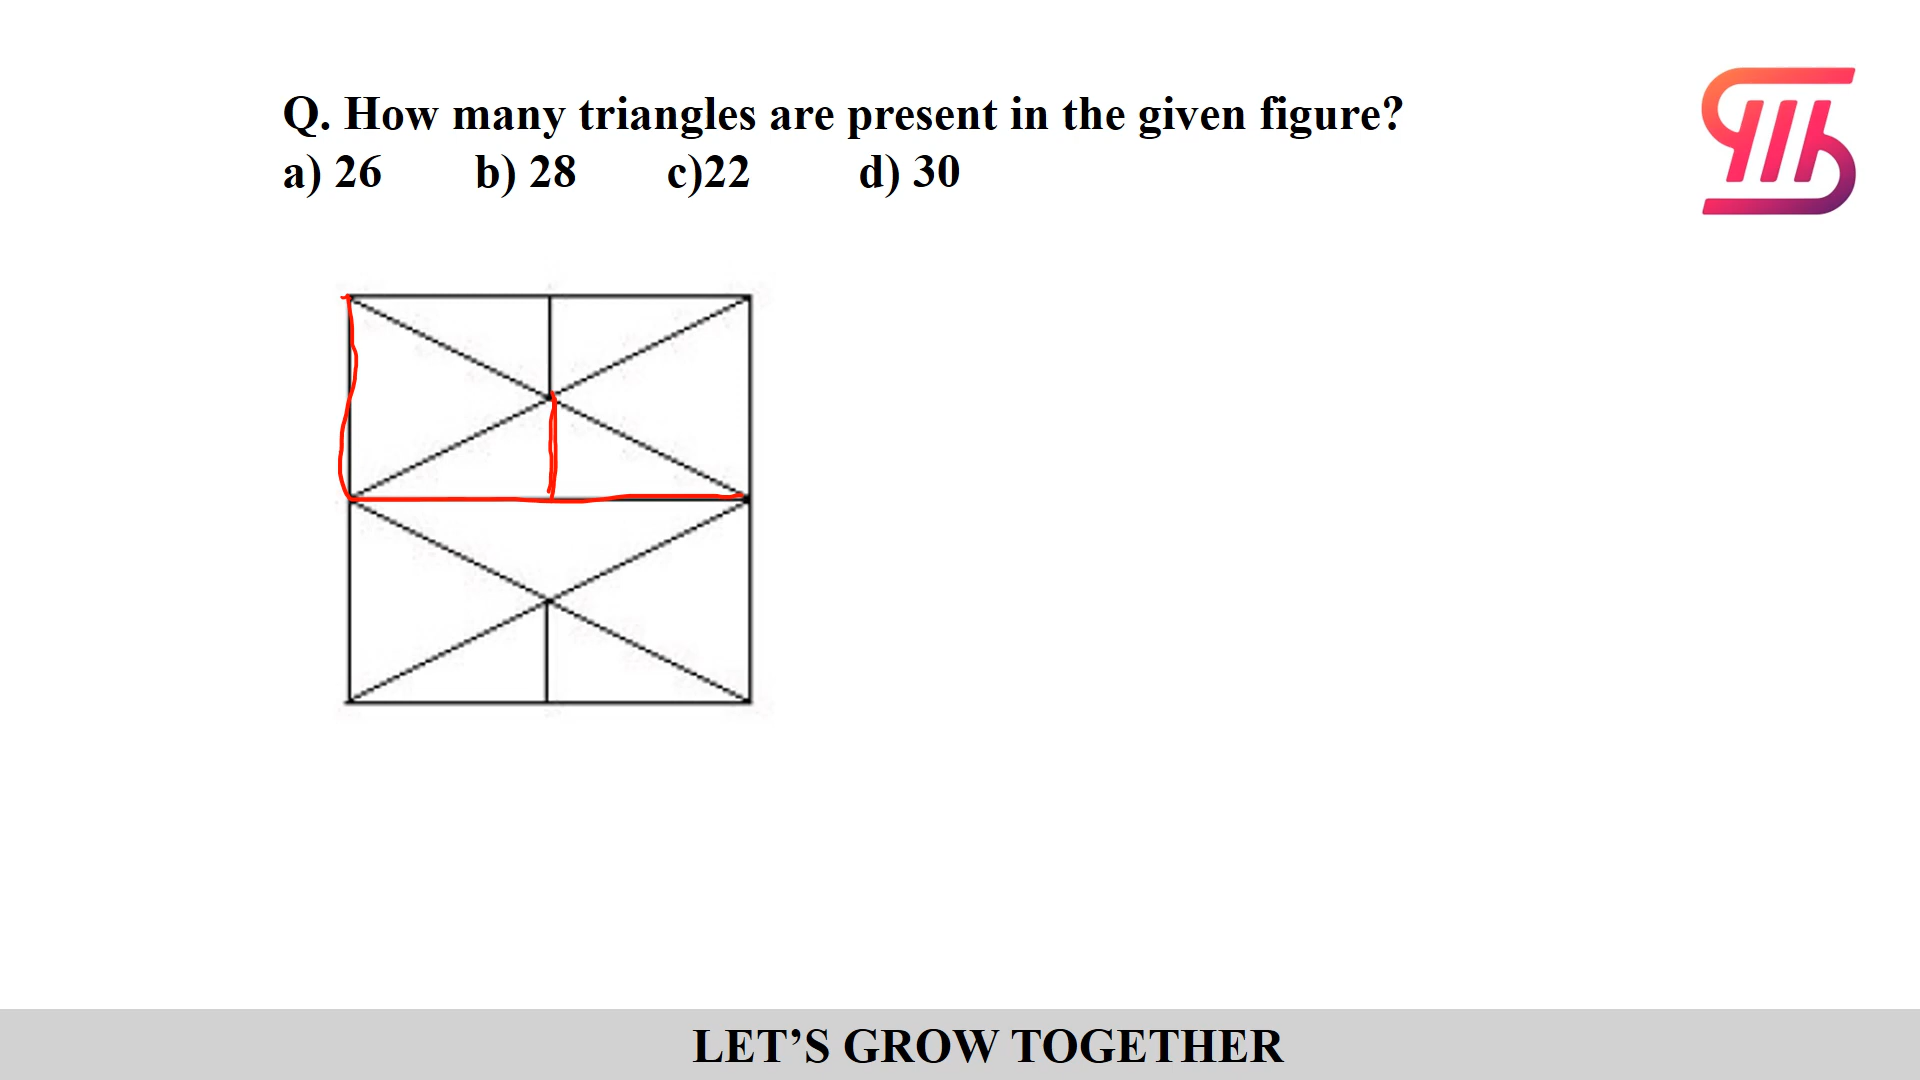 Q. How many triangles are present in the given figure?
a) 26 b) 28 c)22 d) 30
LET’S GROW TOGETHER